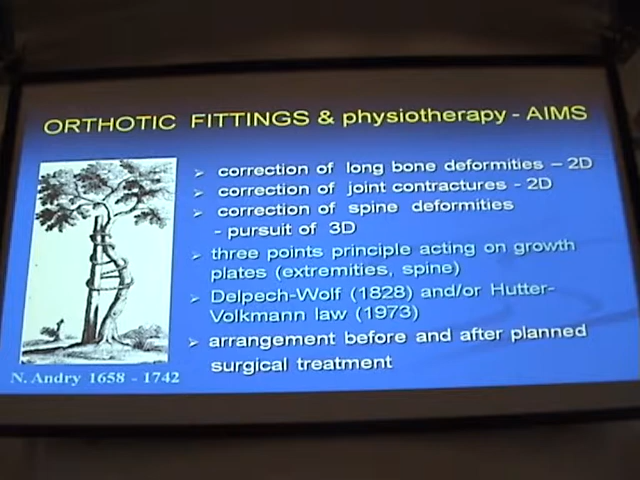 ORTHOTIC FITTINGS & physiotherapy - AIMS
➢ correction of long bone deformities – 2D
➢ correction of joint contractures - 2D
➢ correction of spine deformities
- pursuit of 3D
➢ three points principle acting on growth
plates (extremities, spine)
➢ Delpech-Wolf (1828) and/or Hutter-
Volkmann law (1973)
➢ arrangement before and after planned
surgical treatment
N. Andry 1658 - 1742